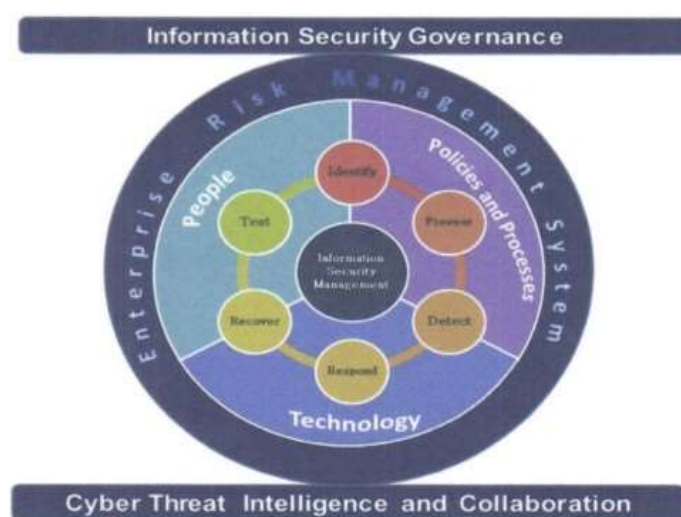 Information Security Governance
Enterprise Risk Management System
People
Policies and Processes
Technology
Identify
Prevent
Detect
Respond
Recover
Test
Information
Security
Management
Cyber Threat Intelligence and Collaboration